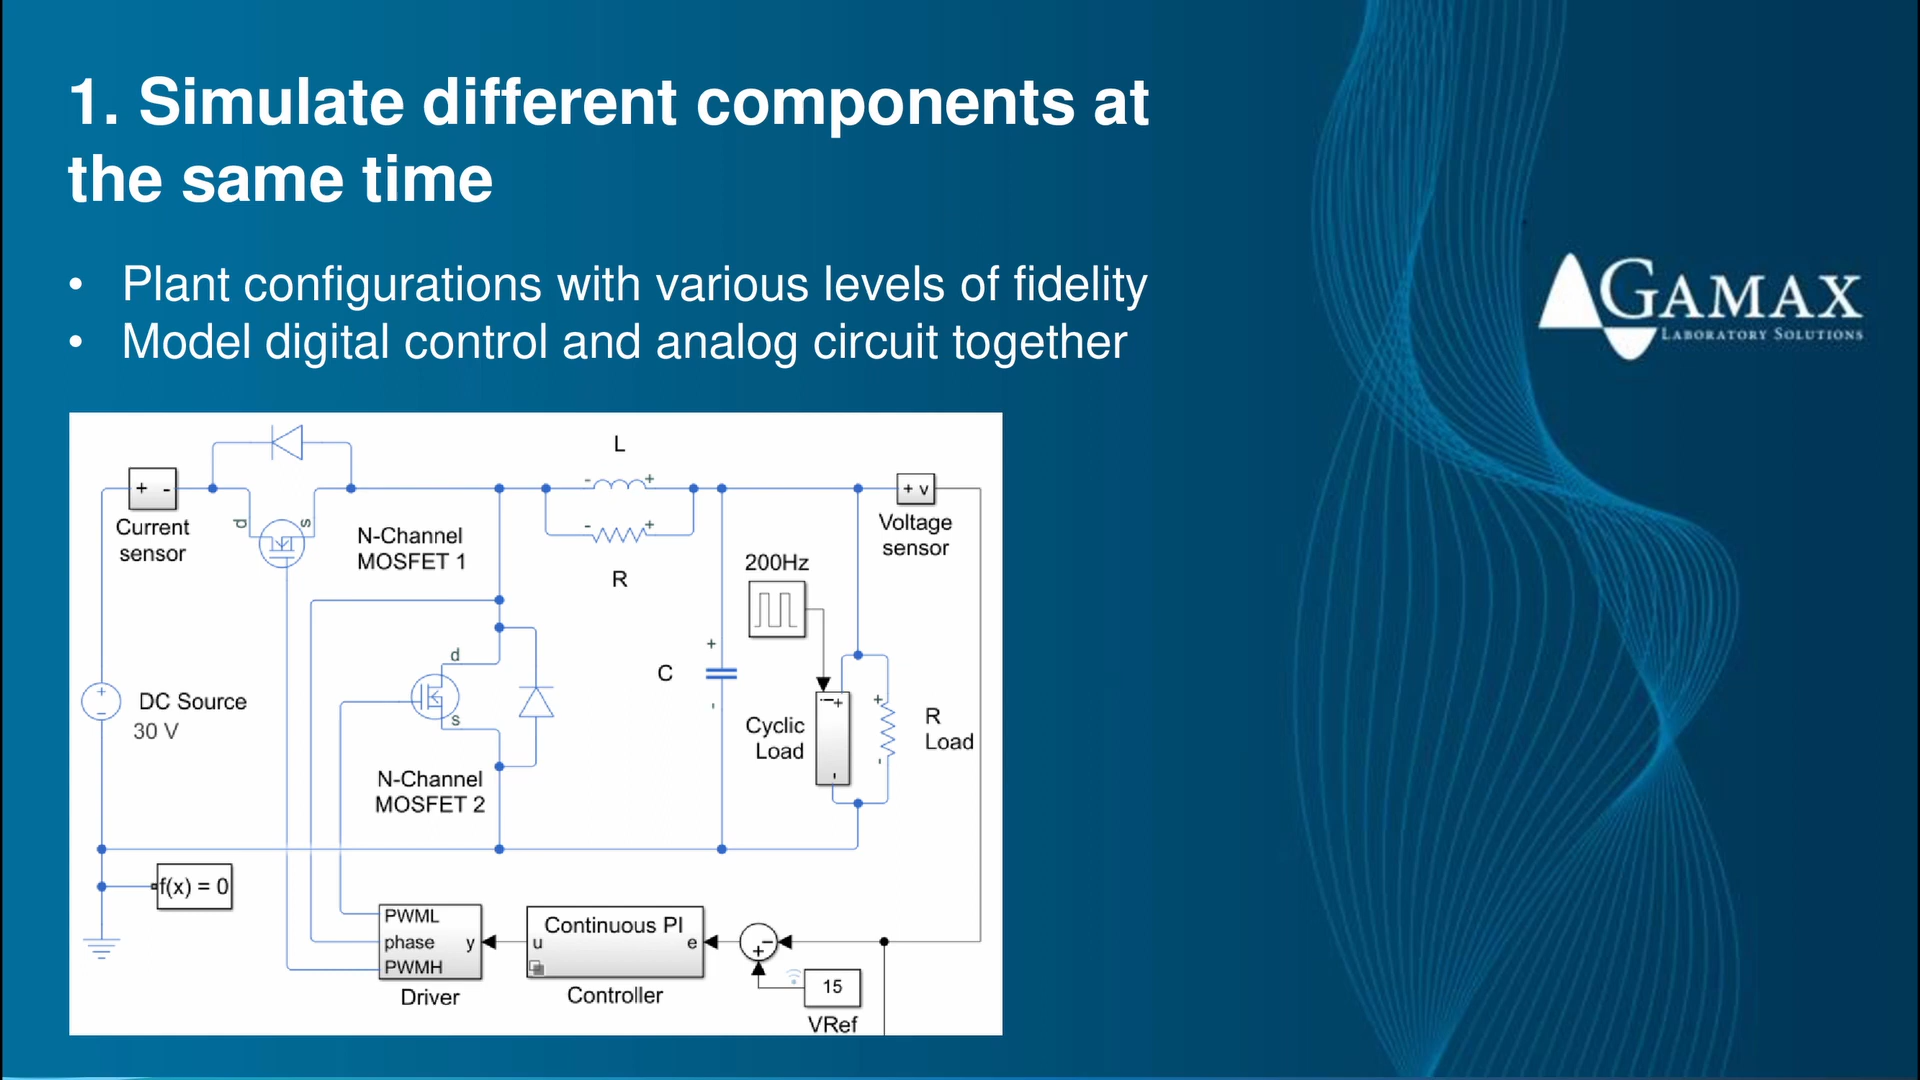 1. Simulate different components at
the same time
• Plant configurations with various levels of fidelity
• Model digital control and analog circuit together
GAMAX
LABORATORY SOLUTIONS
L
- +
+ -
Current
sensor
d
s
N-Channel
MOSFET 1
- +
R
+ v
Voltage
sensor
200Hz
d
s
+
C
-
+
-
DC Source
30 V
Cyclic
Load
+
-
+
-
R
Load
N-Channel
MOSFET 2
f(x) = 0
PWML
phase
PWMH
y
Driver
Continuous PI
u
e
Controller
-
+
15
VRef